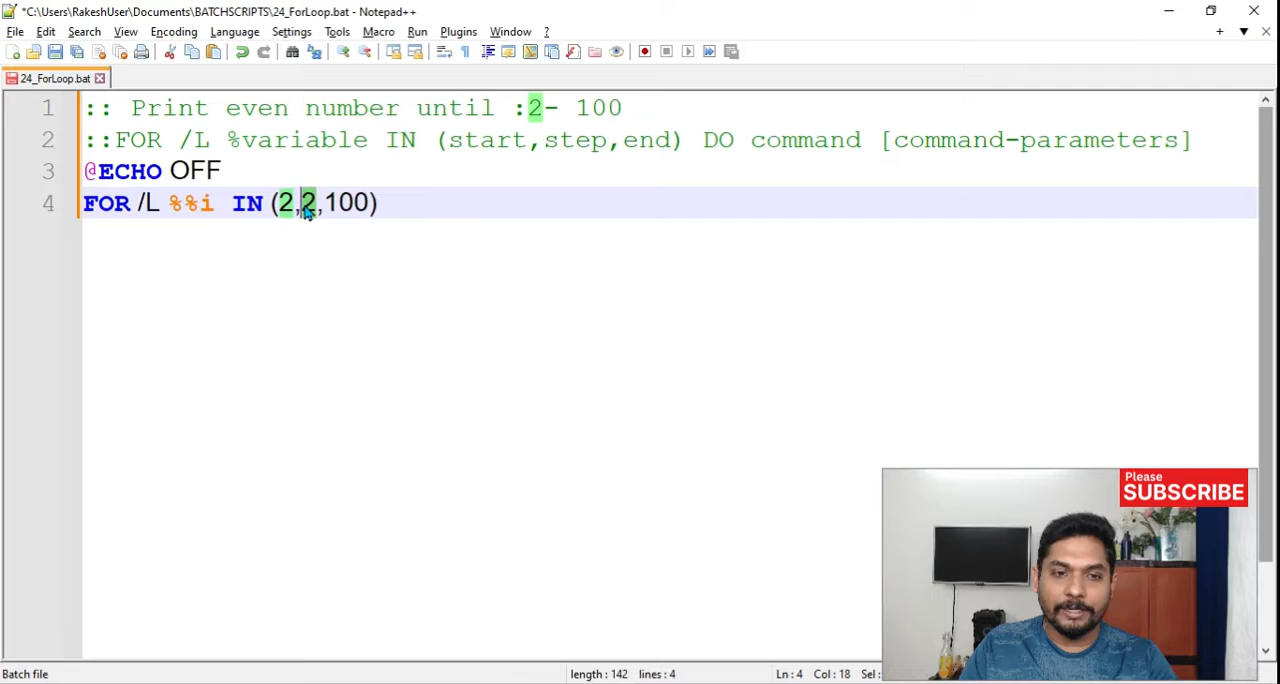 *C:\Users\RakeshUser\Documents\BATCHSCRIPTS\24_ForLoop.bat - Notepad++
File Edit Search View Encoding Language Settings Tools Macro Run Plugins Window ?
24_ForLoop.bat
1 :: Print even number until :2- 100
2 ::FOR /L %variable IN (start,step,end) DO command [command-parameters]
3 @ECHO OFF
4 FOR /L %%i IN (2,2,100)
Please
SUBSCRIBE
Batch file length : 142 lines : 4 Ln : 4 Col : 18 Sel :